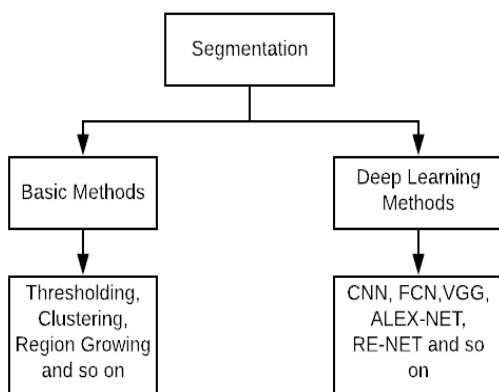 Segmentation
Basic Methods
Deep Learning
Methods
Thresholding,
Clustering,
Region Growing
and so on
CNN, FCN,VGG,
ALEX-NET,
RE-NET and so
on